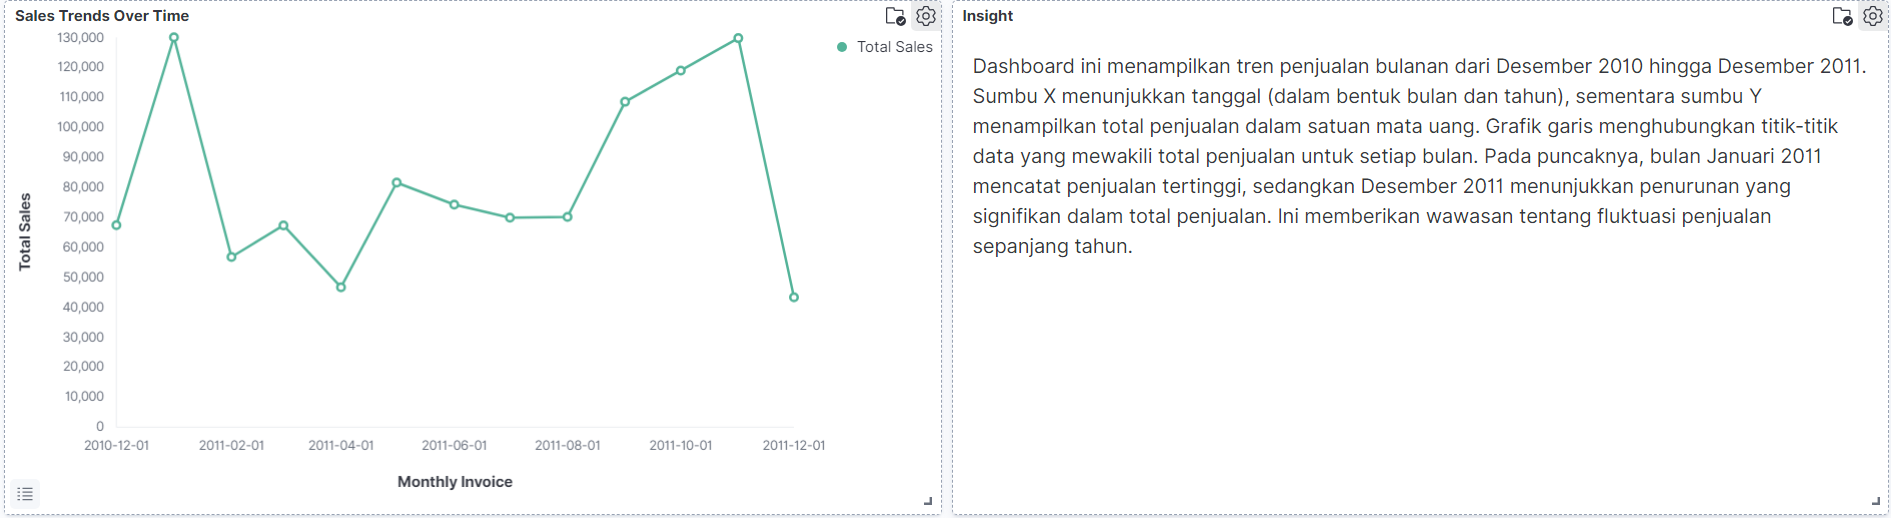 Sales Trends Over Time
130,000
120,000
110,000
100,000
90,000
80,000
70,000
60,000
50,000
40,000
30,000
20,000
10,000
0
Total Sales
2010-12-01 2011-02-01 2011-04-01 2011-06-01 2011-08-01 2011-10-01 2011-12-01
Monthly Invoice
Total Sales
Insight
Dashboard ini menampilkan tren penjualan bulanan dari Desember 2010 hingga Desember 2011.
Sumbu X menunjukkan tanggal (dalam bentuk bulan dan tahun), sementara sumbu Y
menampilkan total penjualan dalam satuan mata uang. Grafik garis menghubungkan titik-titik
data yang mewakili total penjualan untuk setiap bulan. Pada puncaknya, bulan Januari 2011
mencatat penjualan tertinggi, sedangkan Desember 2011 menunjukkan penurunan yang
signifikan dalam total penjualan. Ini memberikan wawasan tentang fluktuasi penjualan
sepanjang tahun.